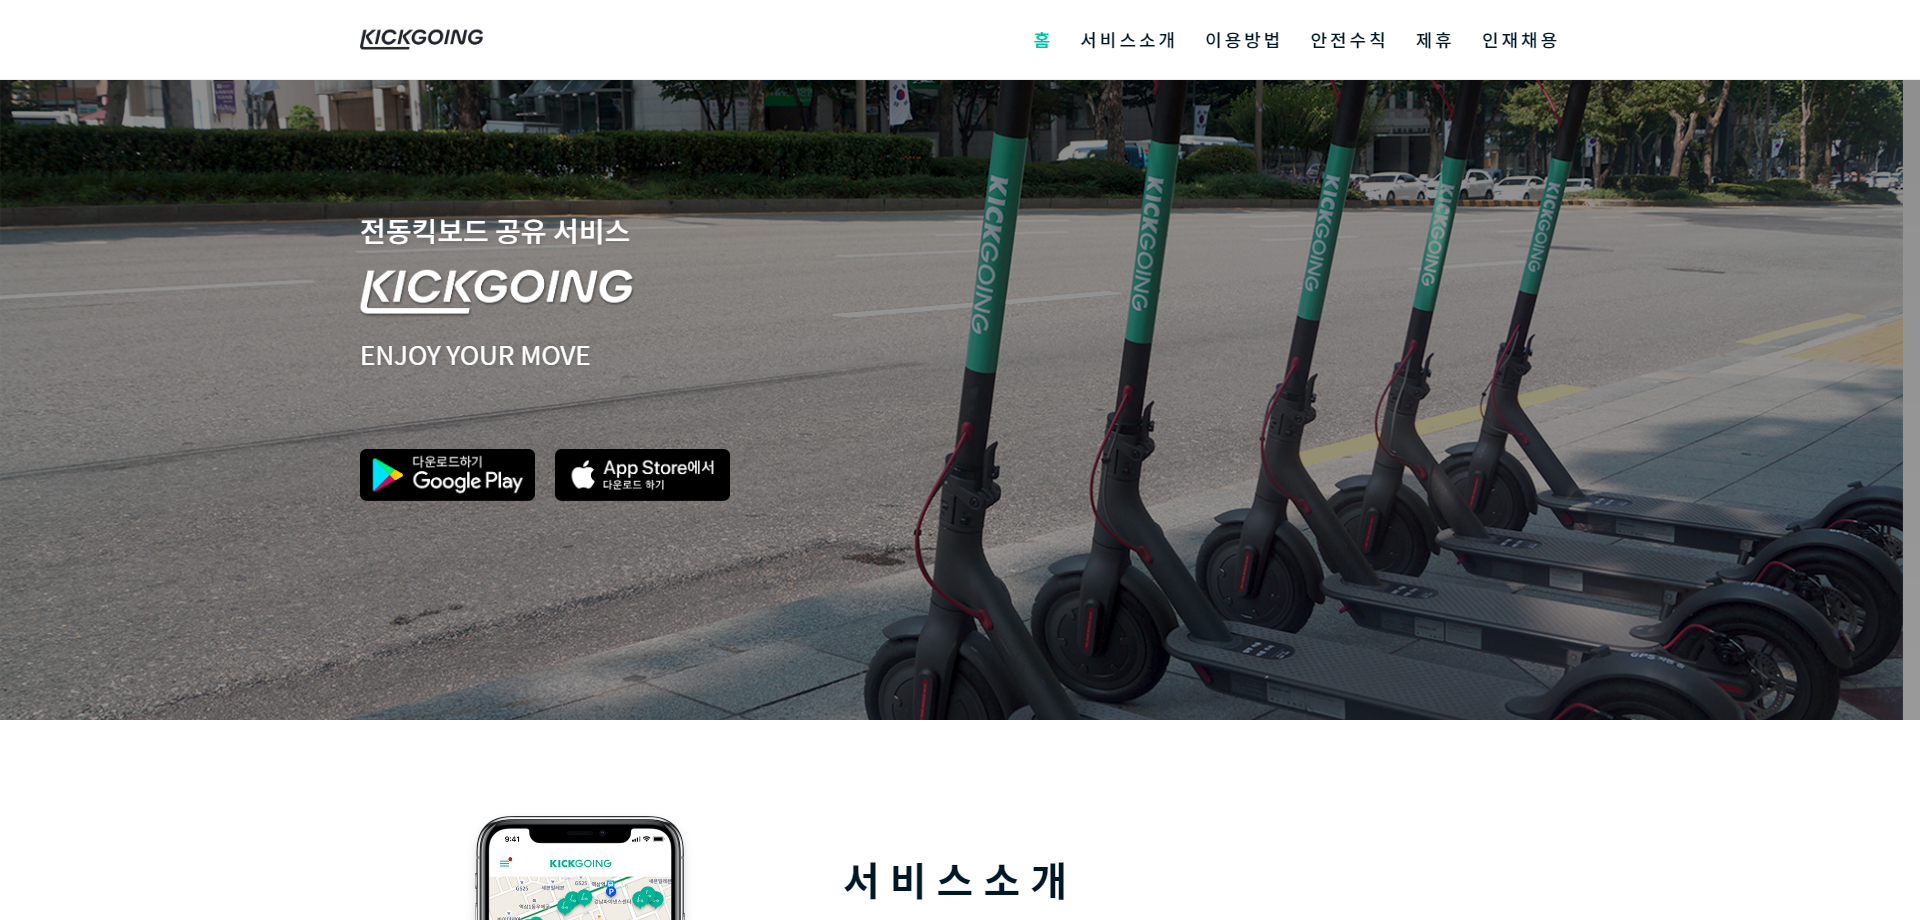 KICKGOING
홈 서비스소개 이용방법 안전수칙 제휴 인재채용
전동킥보드 공유 서비스
KICKGOING
ENJOY YOUR MOVE
다운로드하기
Google Play
App Store에서
다운로드 하기
KICKGOING
KICKGOING
KICKGOING
KICKGOING
KICKGOING
9:41
KICKGOING
서비스소개
GS25
GS25